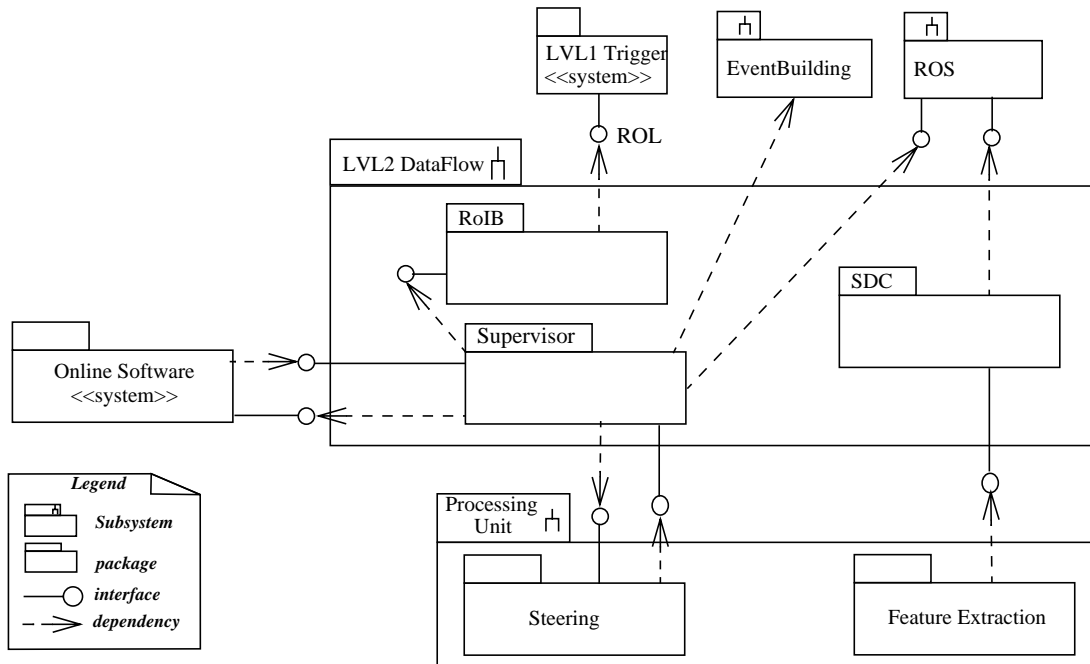 LVL1 Trigger
<<system>>
EventBuilding
ROS
ROL
LVL2 DataFlow
RoIB
SDC
Supervisor
Online Software
<<system>>
Legend
Subsystem
package
interface
dependency
Processing
Unit
Steering
Feature Extraction